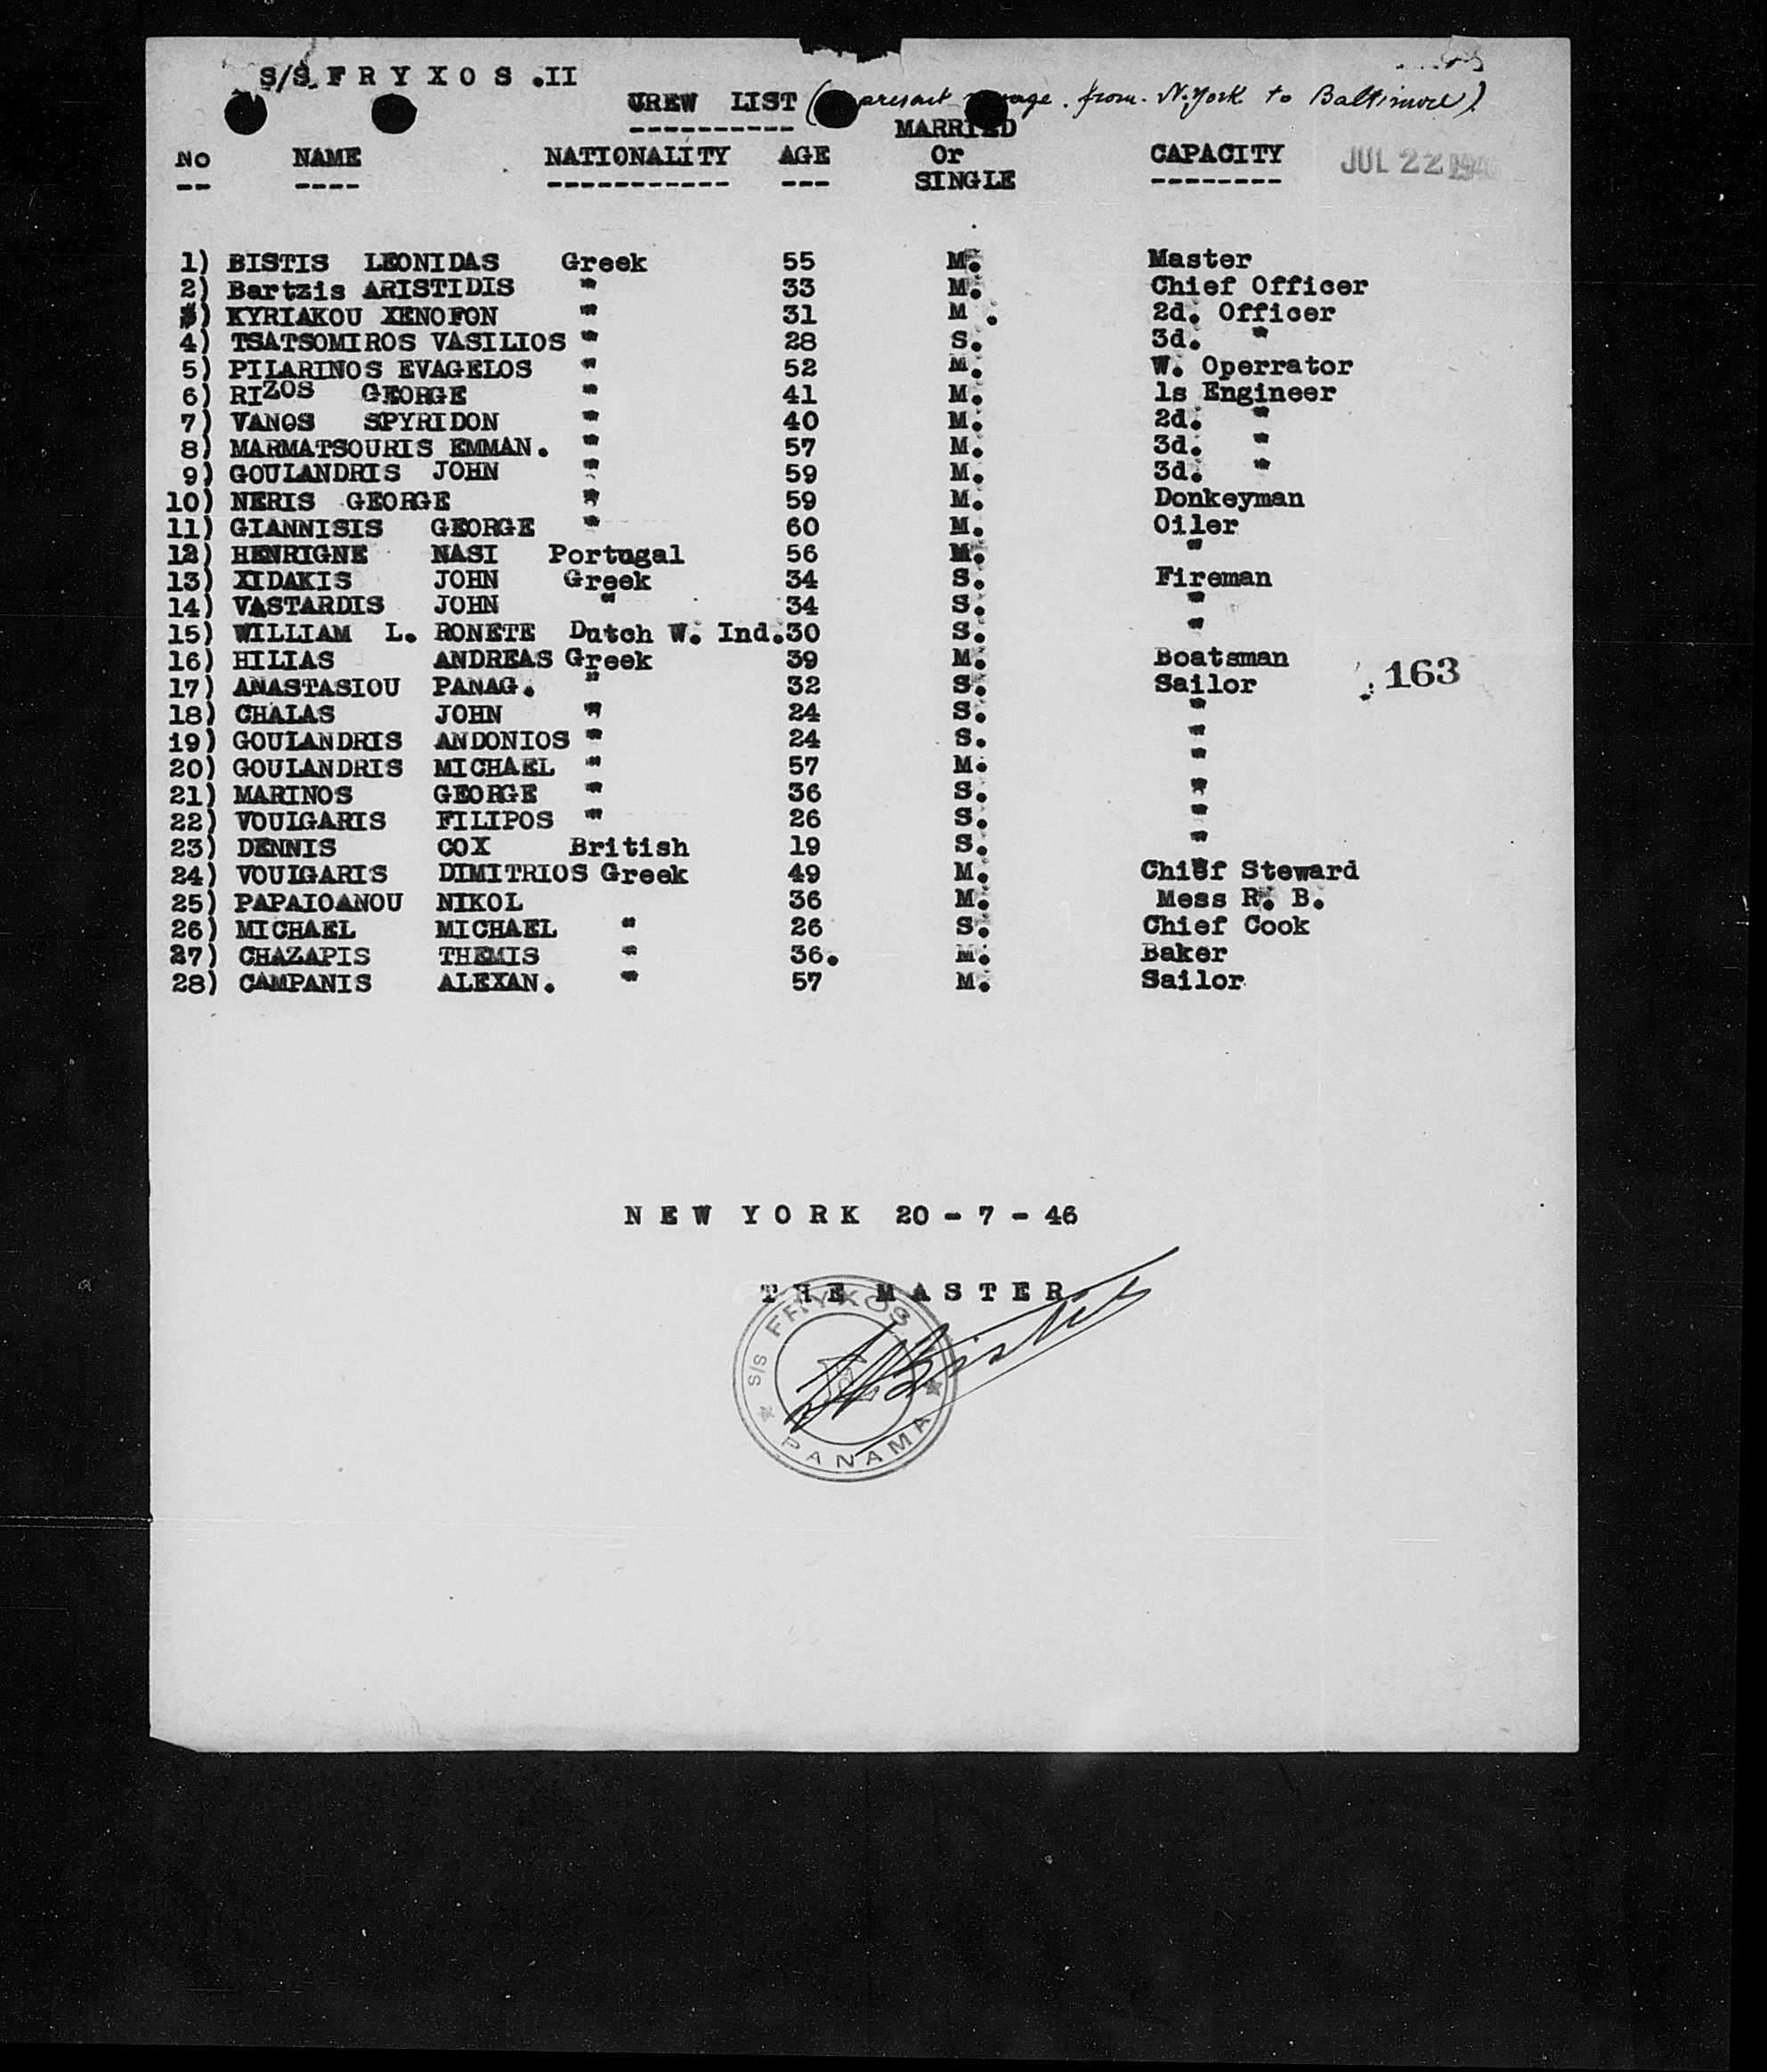 S/S F R Y X O S .II
CREW LIST ( present voyage. from. N.York to Baltimore)
MARRIED
No NAME NATIONALITY AGE Or CAPACITY JUL 22
SINGLE
1) BISTIS LEONIDAS Greek 55 M. Master
2) Bartzis ARISTIDIS " 33 M. Chief Officer
3) KYRIAKOU XENOFON " 31 M . 2d. Officer
4) TSATSOMIROS VASILIOS " 28 S. 3d. "
5) PILARINOS EVAGELOS " 52 M. W. Operrator
6) RIZOS GEORGE " 41 M. 1s Engineer
7) VANOS SPYRIDON " 40 M. 2d. "
8) MARMATSOURIS EMMAN. " 57 M. 3d. "
9) GOULANDRIS JOHN " 59 M. 3d. "
10) NERIS GEORGE " 59 M. Donkeyman
11) GIANNISIS GEORGE " 60 M. Oiler
12) HENRIGNE NASI Portugal 56 M. "
13) XIDAKIS JOHN Greek 34 S. Fireman
14) VASTARDIS JOHN " 34 S. "
15) WILLIAM L. RONETE Dutch W. Ind.30 S. "
16) HILIAS ANDREAS Greek 39 M. Boatsman
17) ANASTASIOU PANAG. " 32 S. Sailor 163
18) CHALAS JOHN " 24 S. "
19) GOULANDRIS ANDONIOS " 24 S. "
20) GOULANDRIS MICHAEL " 57 M. "
21) MARINOS GEORGE " 36 S. "
22) VOULGARIS FILIPOS " 26 S. "
23) DENNIS COX British 19 S. "
24) VOULGARIS DIMITRIOS Greek 49 M. Chief Steward
25) PAPAIOANOU NIKOL 36 M. Mess R. B.
26) MICHAEL MICHAEL " 26 S. Chief Cook
27) CHAZAPIS THEMIS " 36. M. Baker
28) CAMPANIS ALEXAN. " 57 M. Sailor
N E W Y O R K 20 - 7 - 46
T H E M A S T E R
S/S FRYXOS
PANAMA